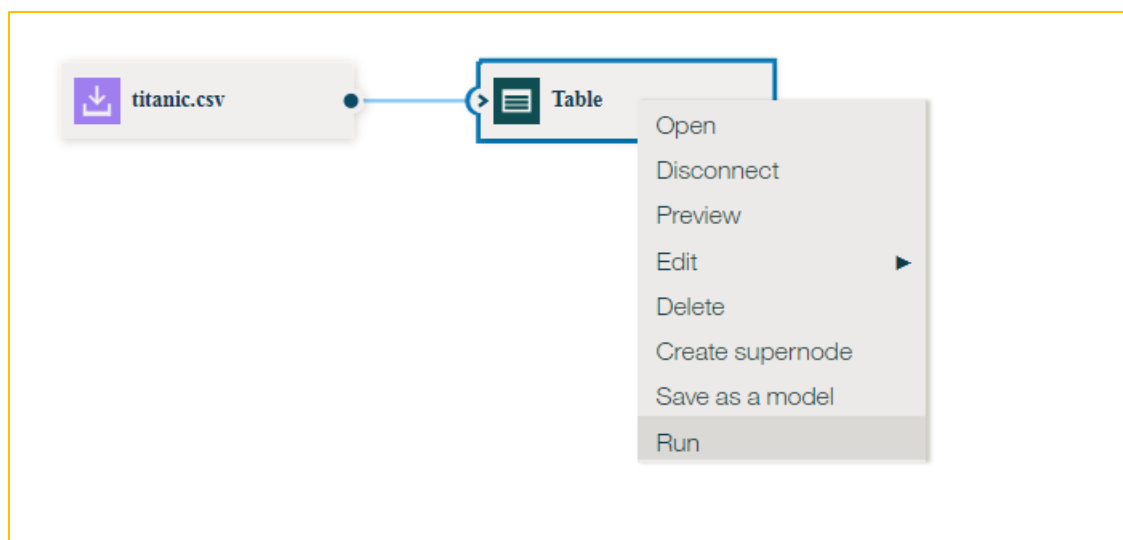 titanic.csv
Table
Open
Disconnect
Preview
Edit
Delete
Create supernode
Save as a model
Run